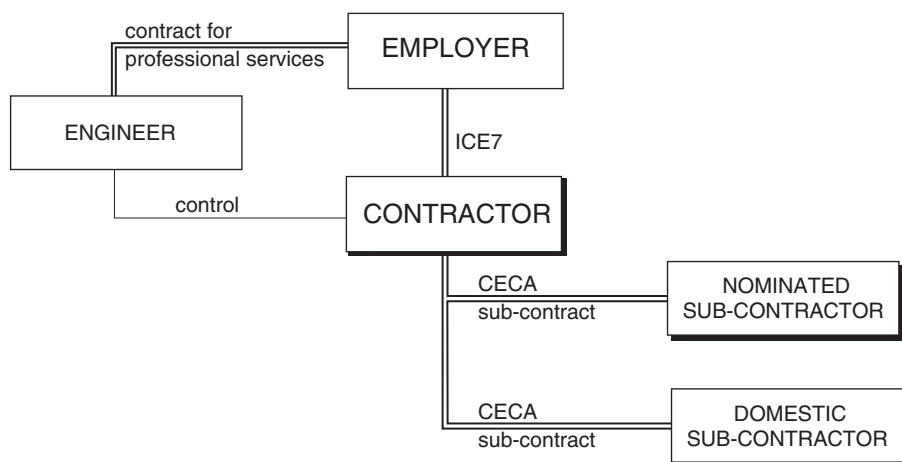 contract for
professional services
EMPLOYER
ENGINEER
ICE7
control
CONTRACTOR
CECA
sub-contract
NOMINATED
SUB-CONTRACTOR
CECA
sub-contract
DOMESTIC
SUB-CONTRACTOR